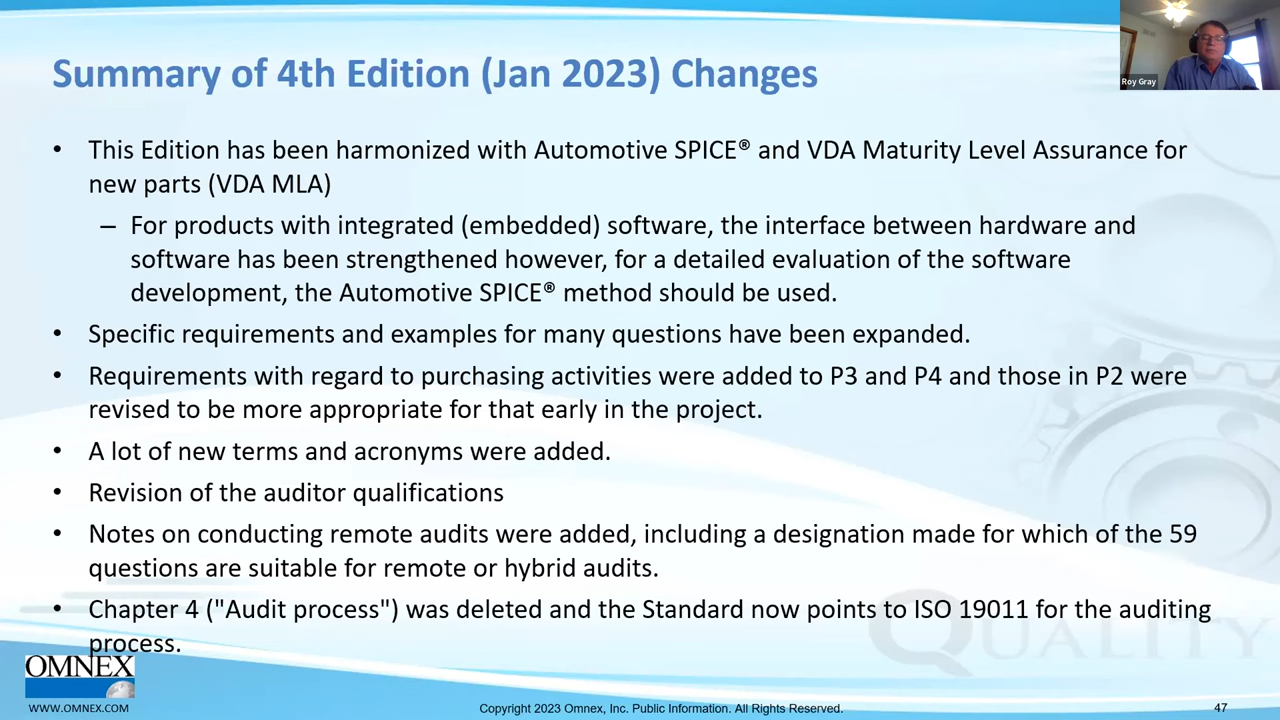 Summary of 4th Edition (Jan 2023) Changes
Roy Gray
• This Edition has been harmonized with Automotive SPICE® and VDA Maturity Level Assurance for
new parts (VDA MLA)
– For products with integrated (embedded) software, the interface between hardware and
software has been strengthened however, for a detailed evaluation of the software
development, the Automotive SPICE® method should be used.
• Specific requirements and examples for many questions have been expanded.
• Requirements with regard to purchasing activities were added to P3 and P4 and those in P2 were
revised to be more appropriate for that early in the project.
• A lot of new terms and acronyms were added.
• Revision of the auditor qualifications
• Notes on conducting remote audits were added, including a designation made for which of the 59
questions are suitable for remote or hybrid audits.
• Chapter 4 ("Audit process") was deleted and the Standard now points to ISO 19011 for the auditing
process.
QUALITY
OMNEX
WWW.OMNEX.COM
Copyright 2023 Omnex, Inc. Public Information. All Rights Reserved.
47